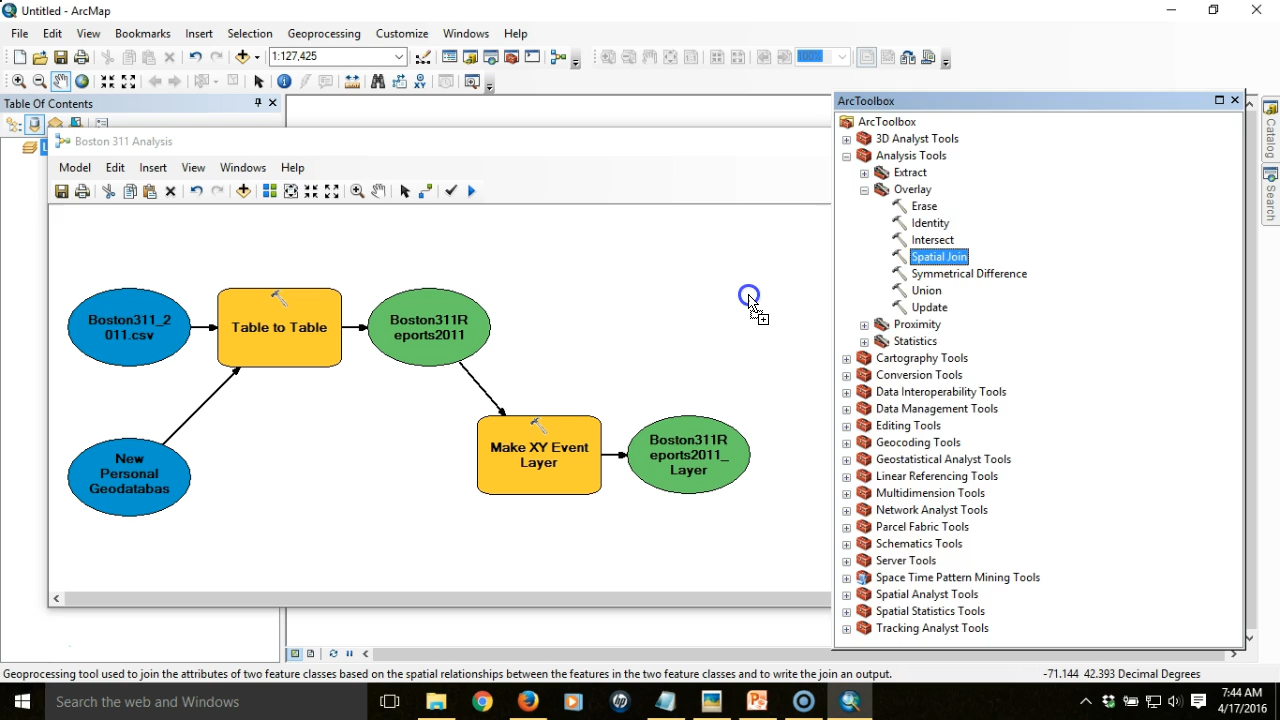 Untitled - ArcMap
File Edit View Bookmarks Insert Selection Geoprocessing Customize Windows Help
1:127,425
100%
Table Of Contents
Boston 311 Analysis
Model Edit Insert View Windows Help
Boston311_2
011.csv
Table to Table
Boston311R
eports2011
New
Personal
Geodatabas
Make XY Event
Layer
Boston311R
eports2011_
Layer
ArcToolbox
ArcToolbox
3D Analyst Tools
Analysis Tools
Extract
Overlay
Erase
Identity
Intersect
Spatial Join
Symmetrical Difference
Union
Update
Proximity
Statistics
Cartography Tools
Conversion Tools
Data Interoperability Tools
Data Management Tools
Editing Tools
Geocoding Tools
Geostatistical Analyst Tools
Linear Referencing Tools
Multidimension Tools
Network Analyst Tools
Parcel Fabric Tools
Schematics Tools
Server Tools
Space Time Pattern Mining Tools
Spatial Analyst Tools
Spatial Statistics Tools
Tracking Analyst Tools
Catalog
Search
Geoprocessing tool used to join the attributes of two feature classes based on the spatial relationships between the features in the two feature classes and to write the join an output.
-71.144 42.393 Decimal Degrees
Search the web and Windows
7:44 AM
4/17/2016